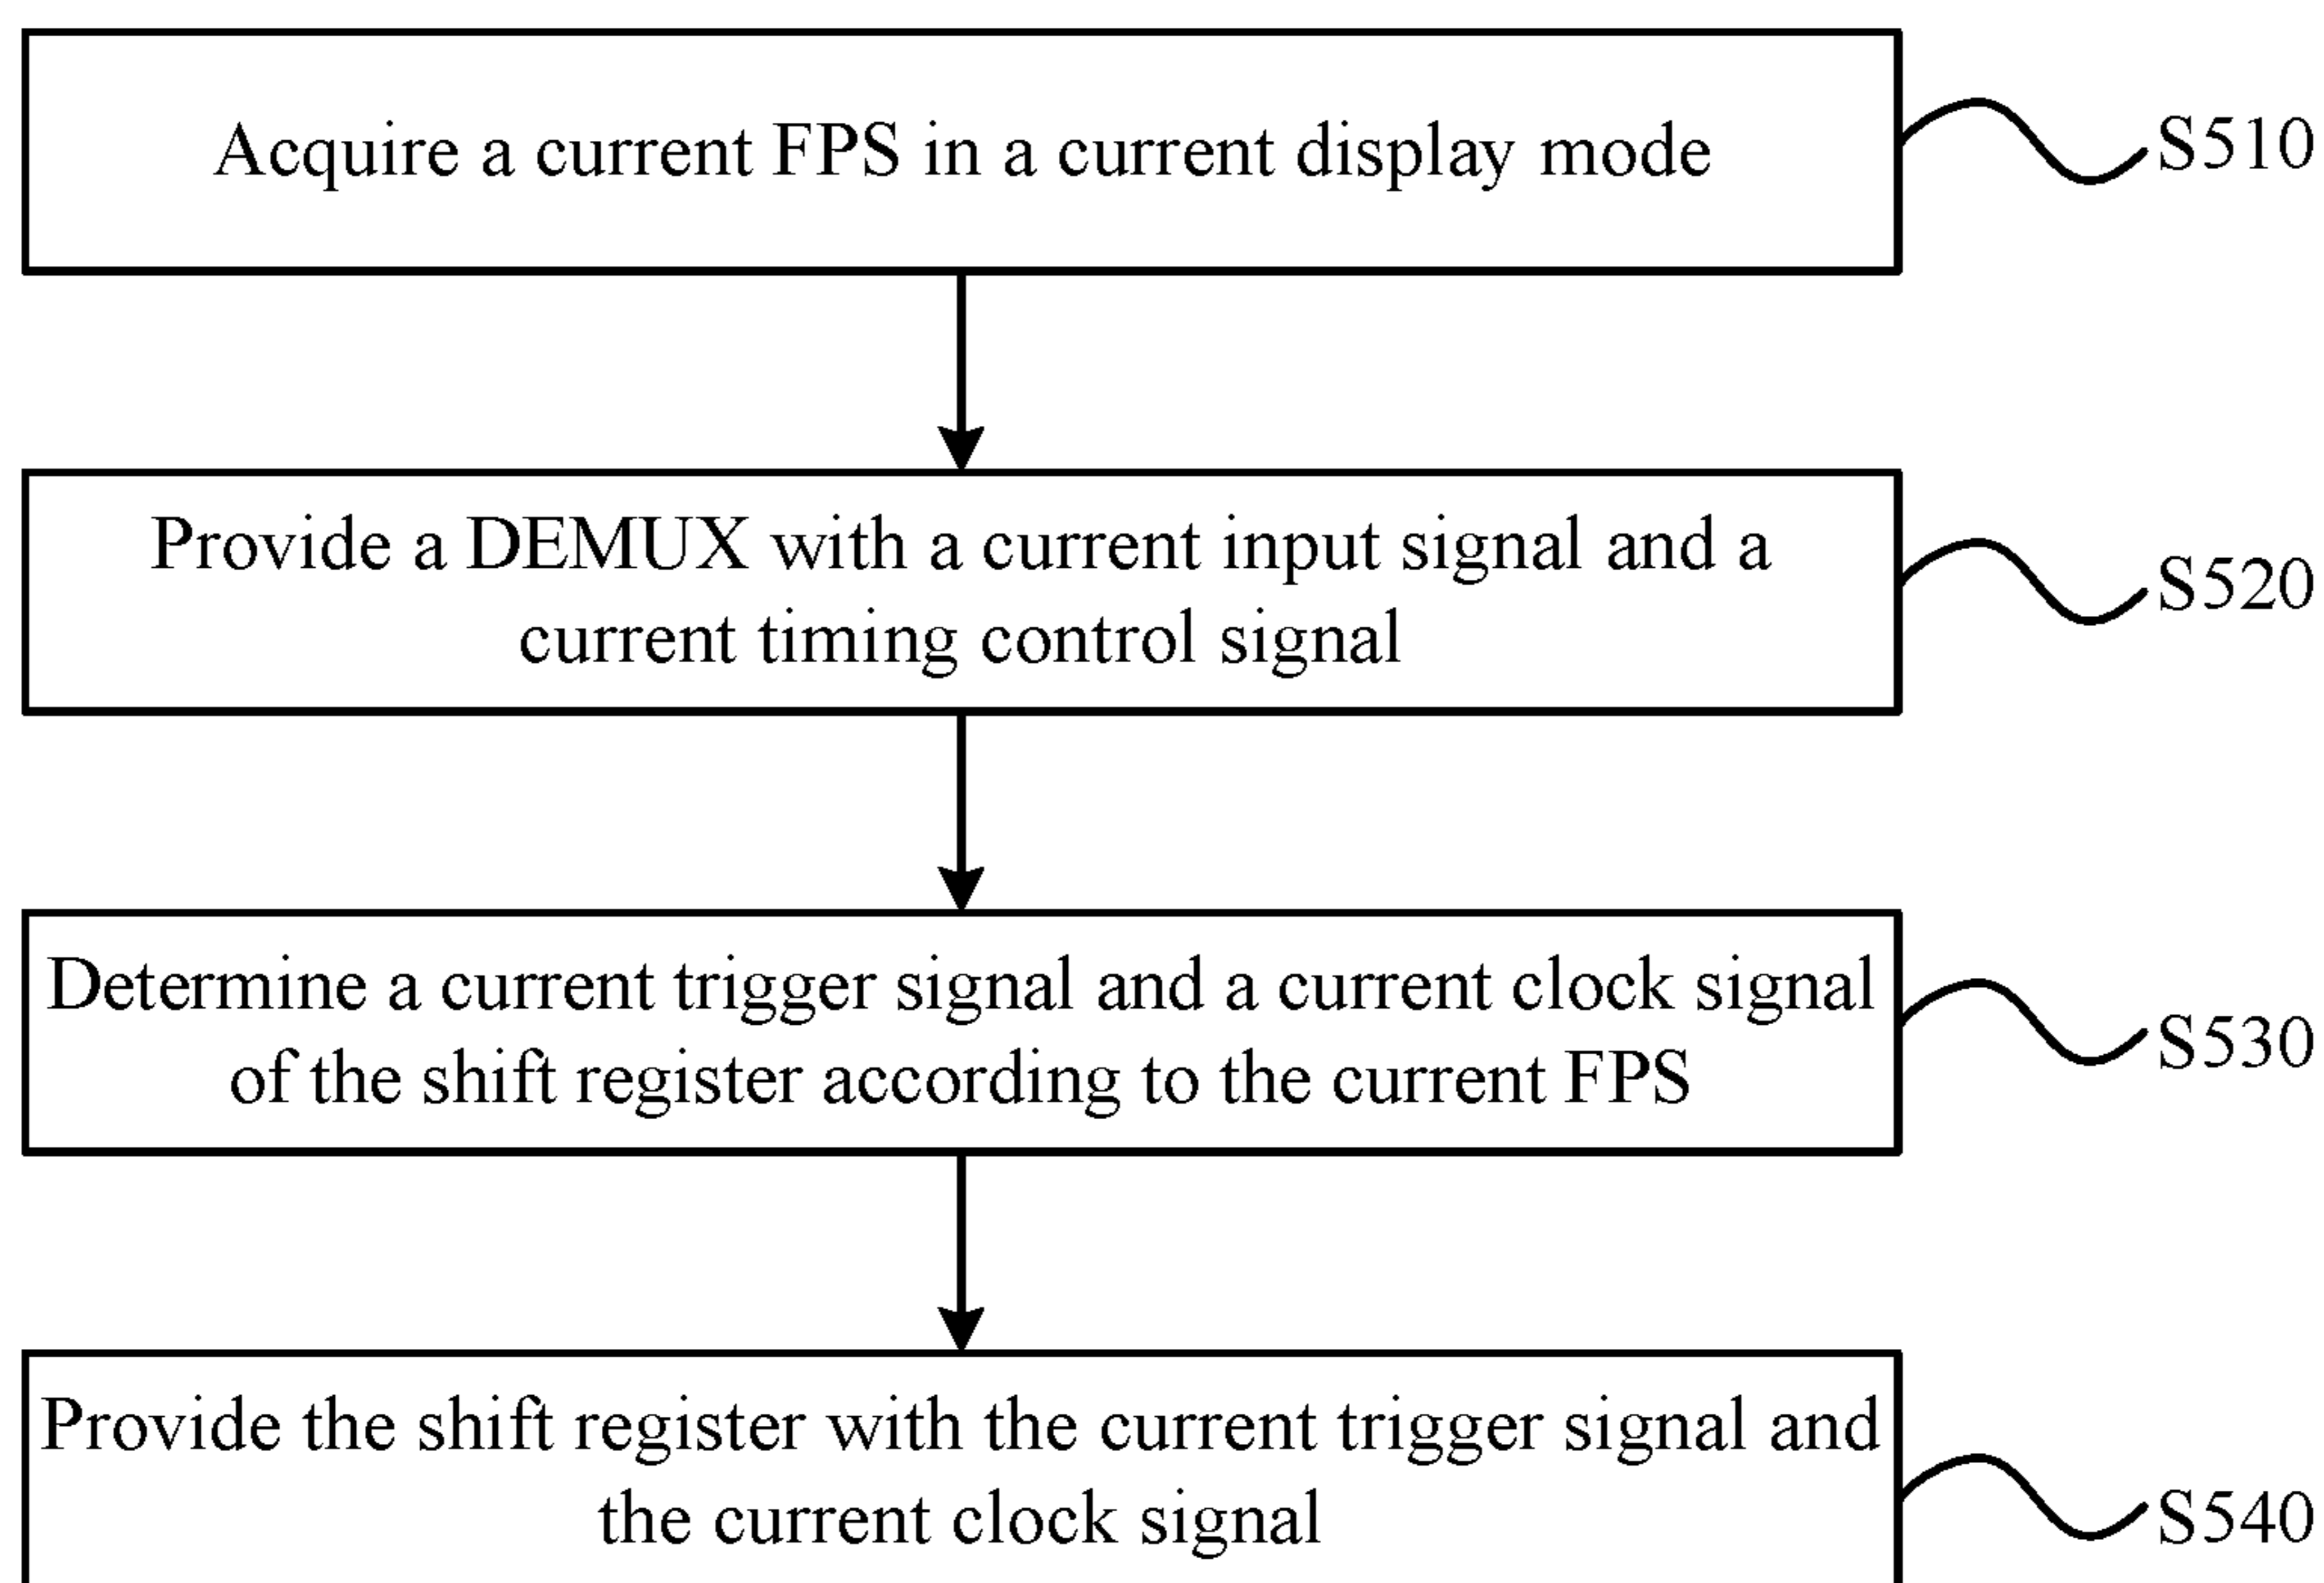 Acquire a current FPS in a current display mode
S510
Provide a DEMUX with a current input signal and a
current timing control signal
S520
Determine a current trigger signal and a current clock signal
of the shift register according to the current FPS
S530
Provide the shift register with the current trigger signal and
the current clock signal
S540